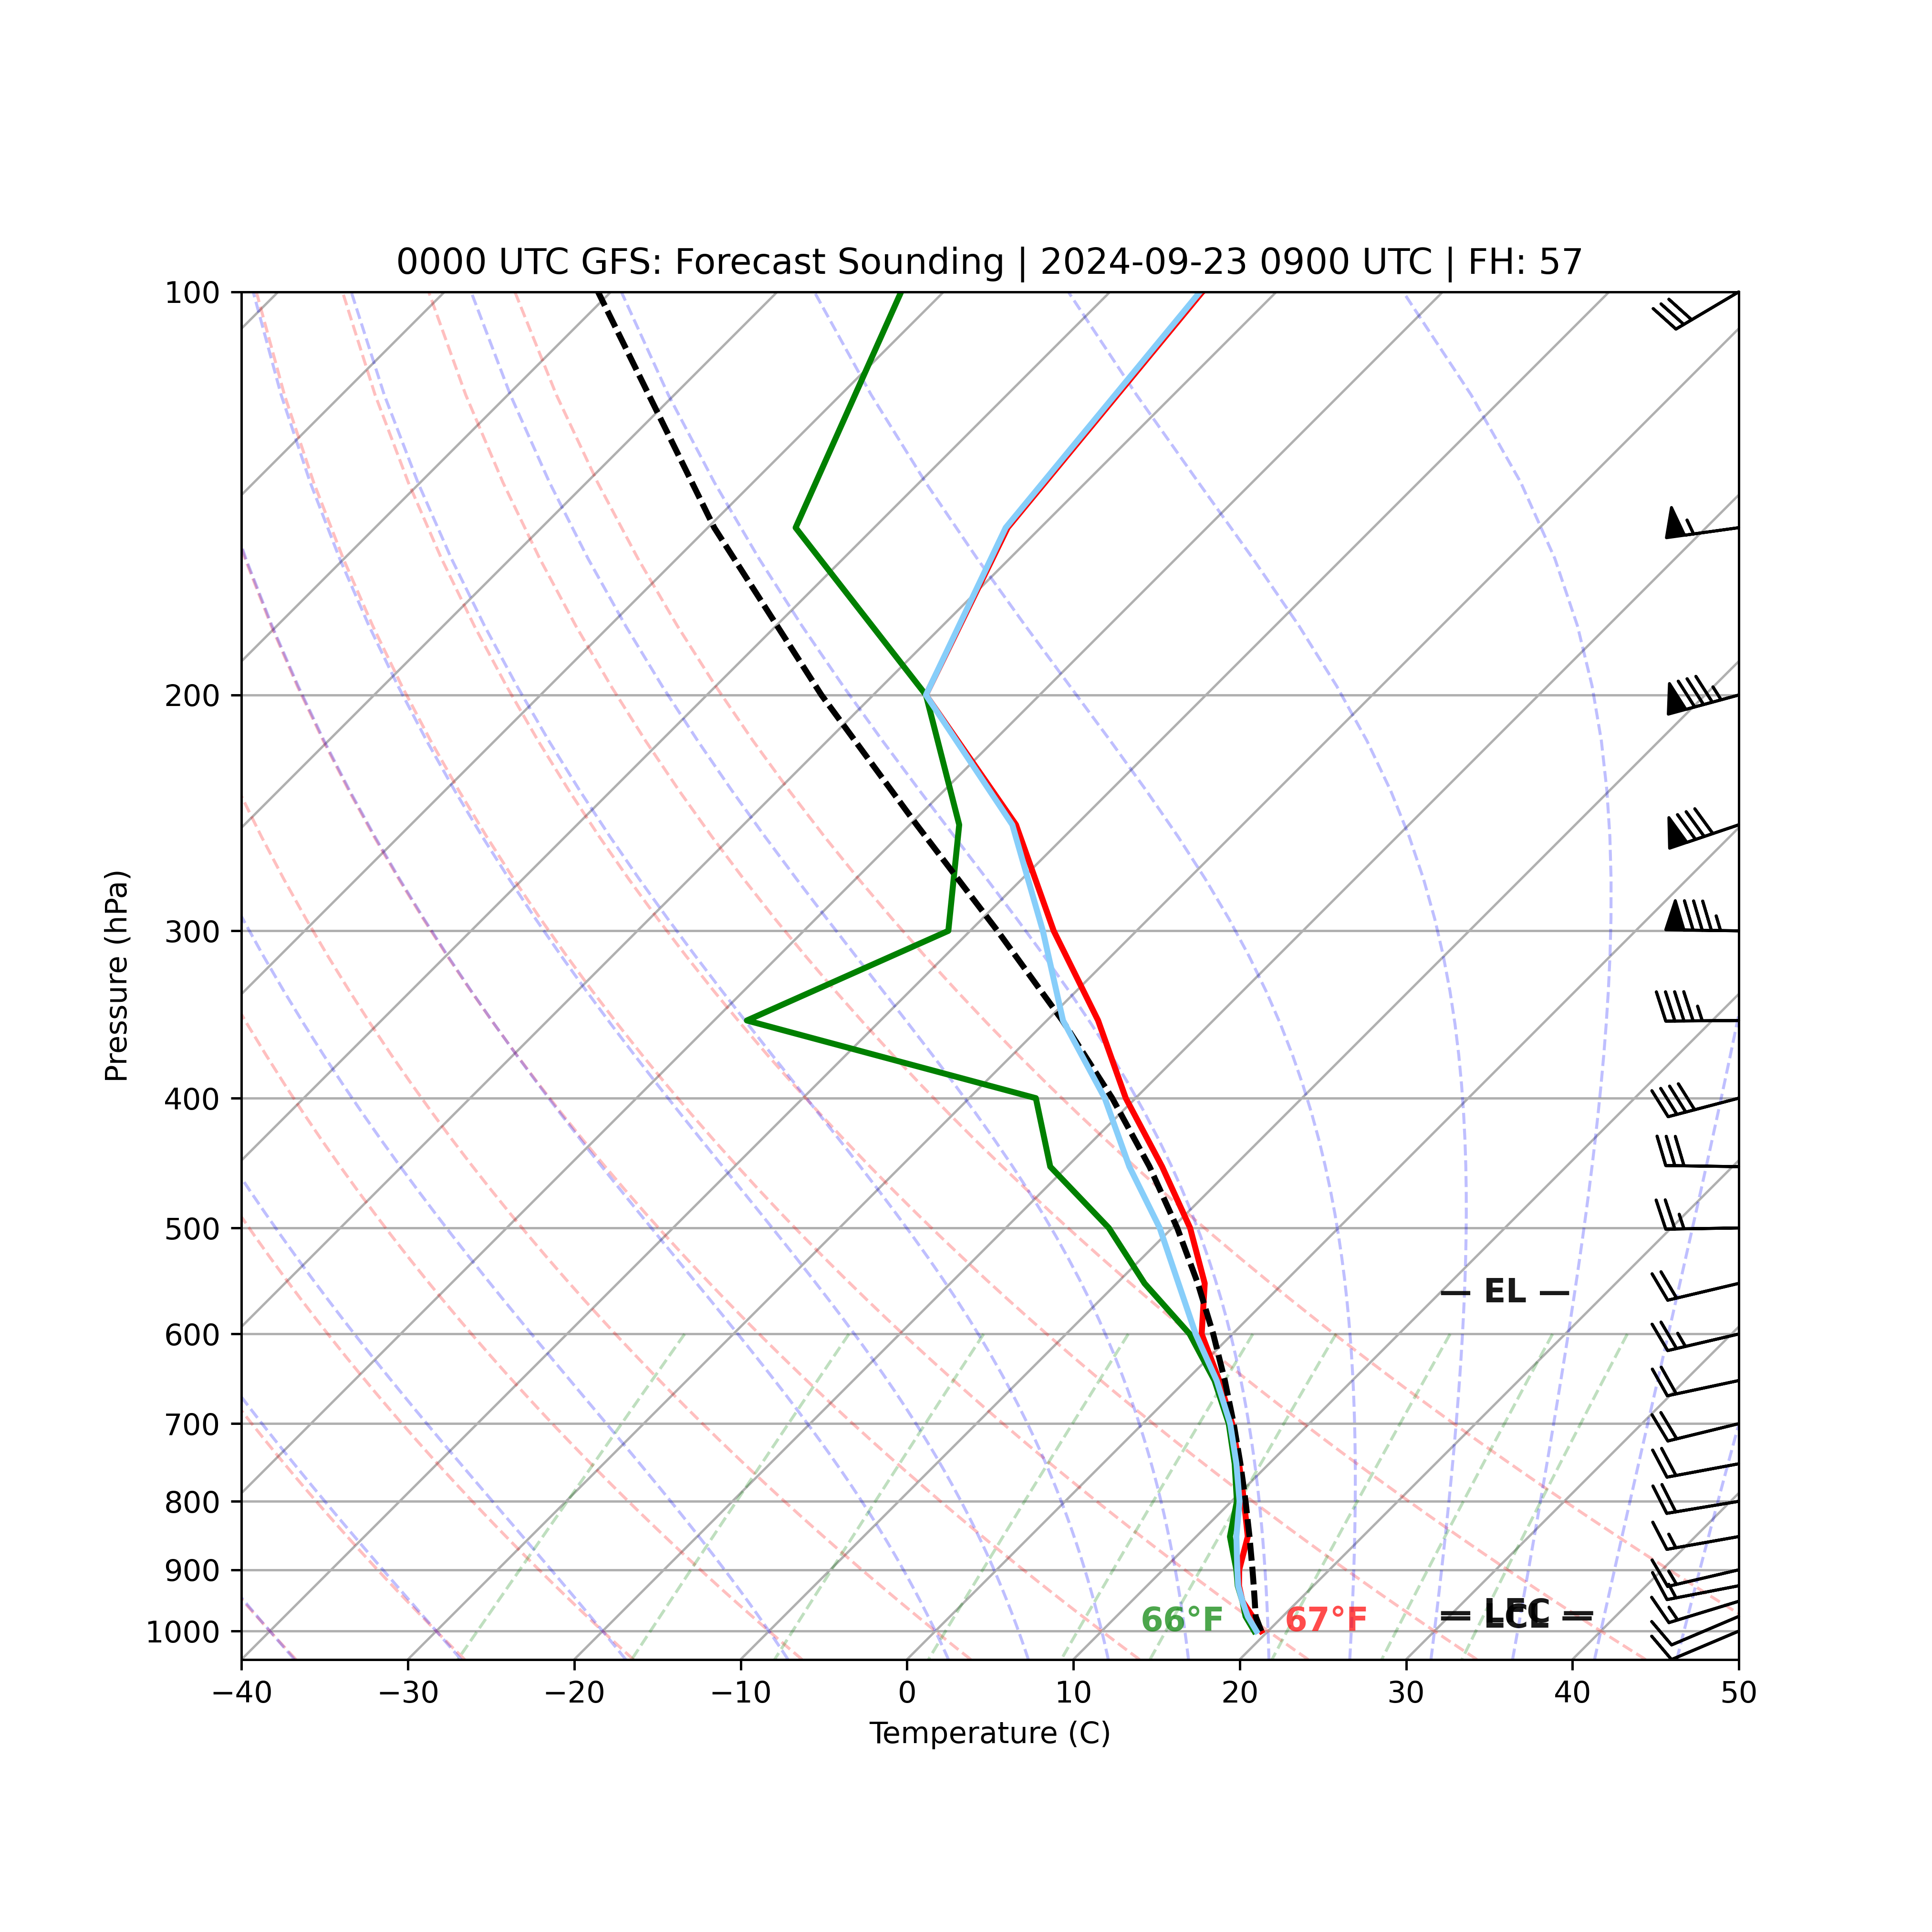 0000 UTC GFS: Forecast Sounding | 2024-09-23 0900 UTC | FH: 57
100
200
300
400
500
600
700
800
900
1000
Pressure (hPa)
— EL —
66°F
67°F
−40 −30 −20 −10 0 10 20 30 40 50
Temperature (C)